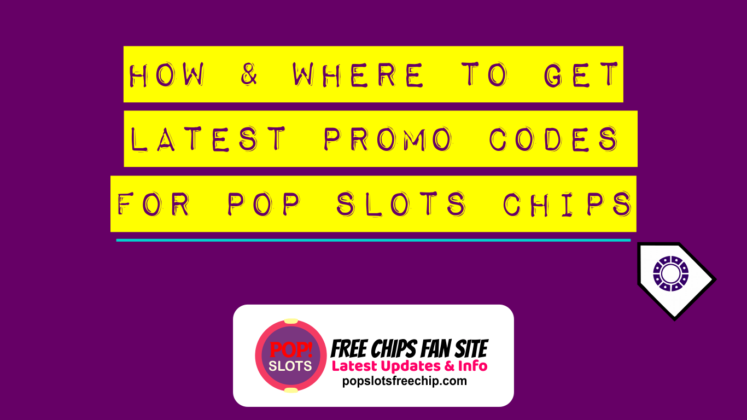 HOW & WHERE TO GET
LATEST PROMO CODES
FOR POP SLOTS CHIPS
POP!
SLOTS
FREE CHIPS FAN SITE
Latest Updates & Info
popslotsfreechip.com